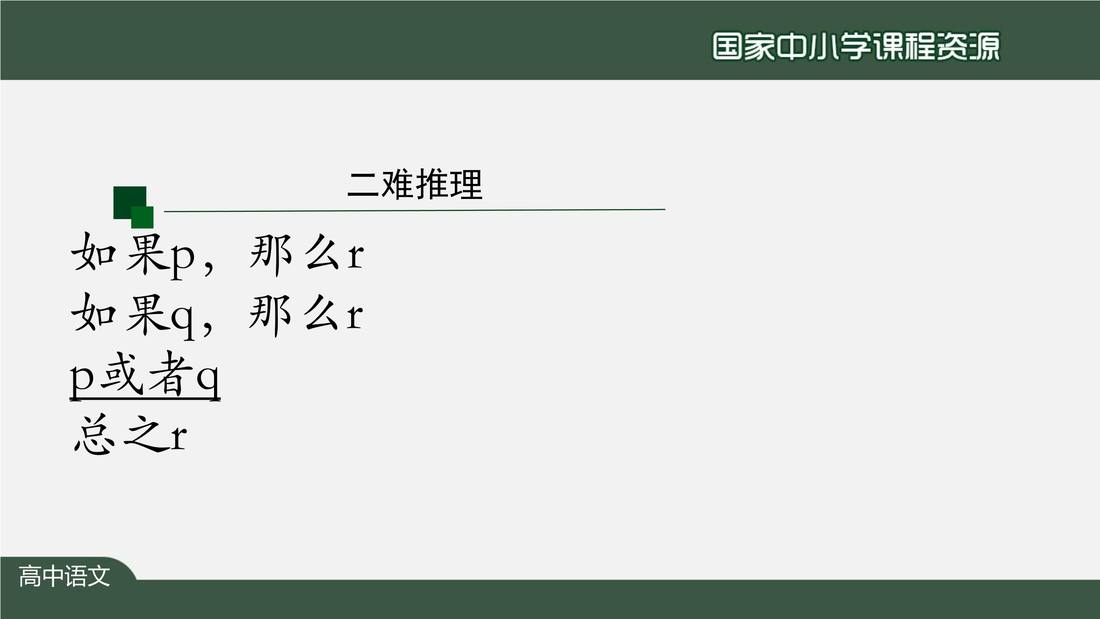 国家中小学课程资源
二难推理
如果p，那么r
如果q，那么r
p或者q
总之r
高中语文